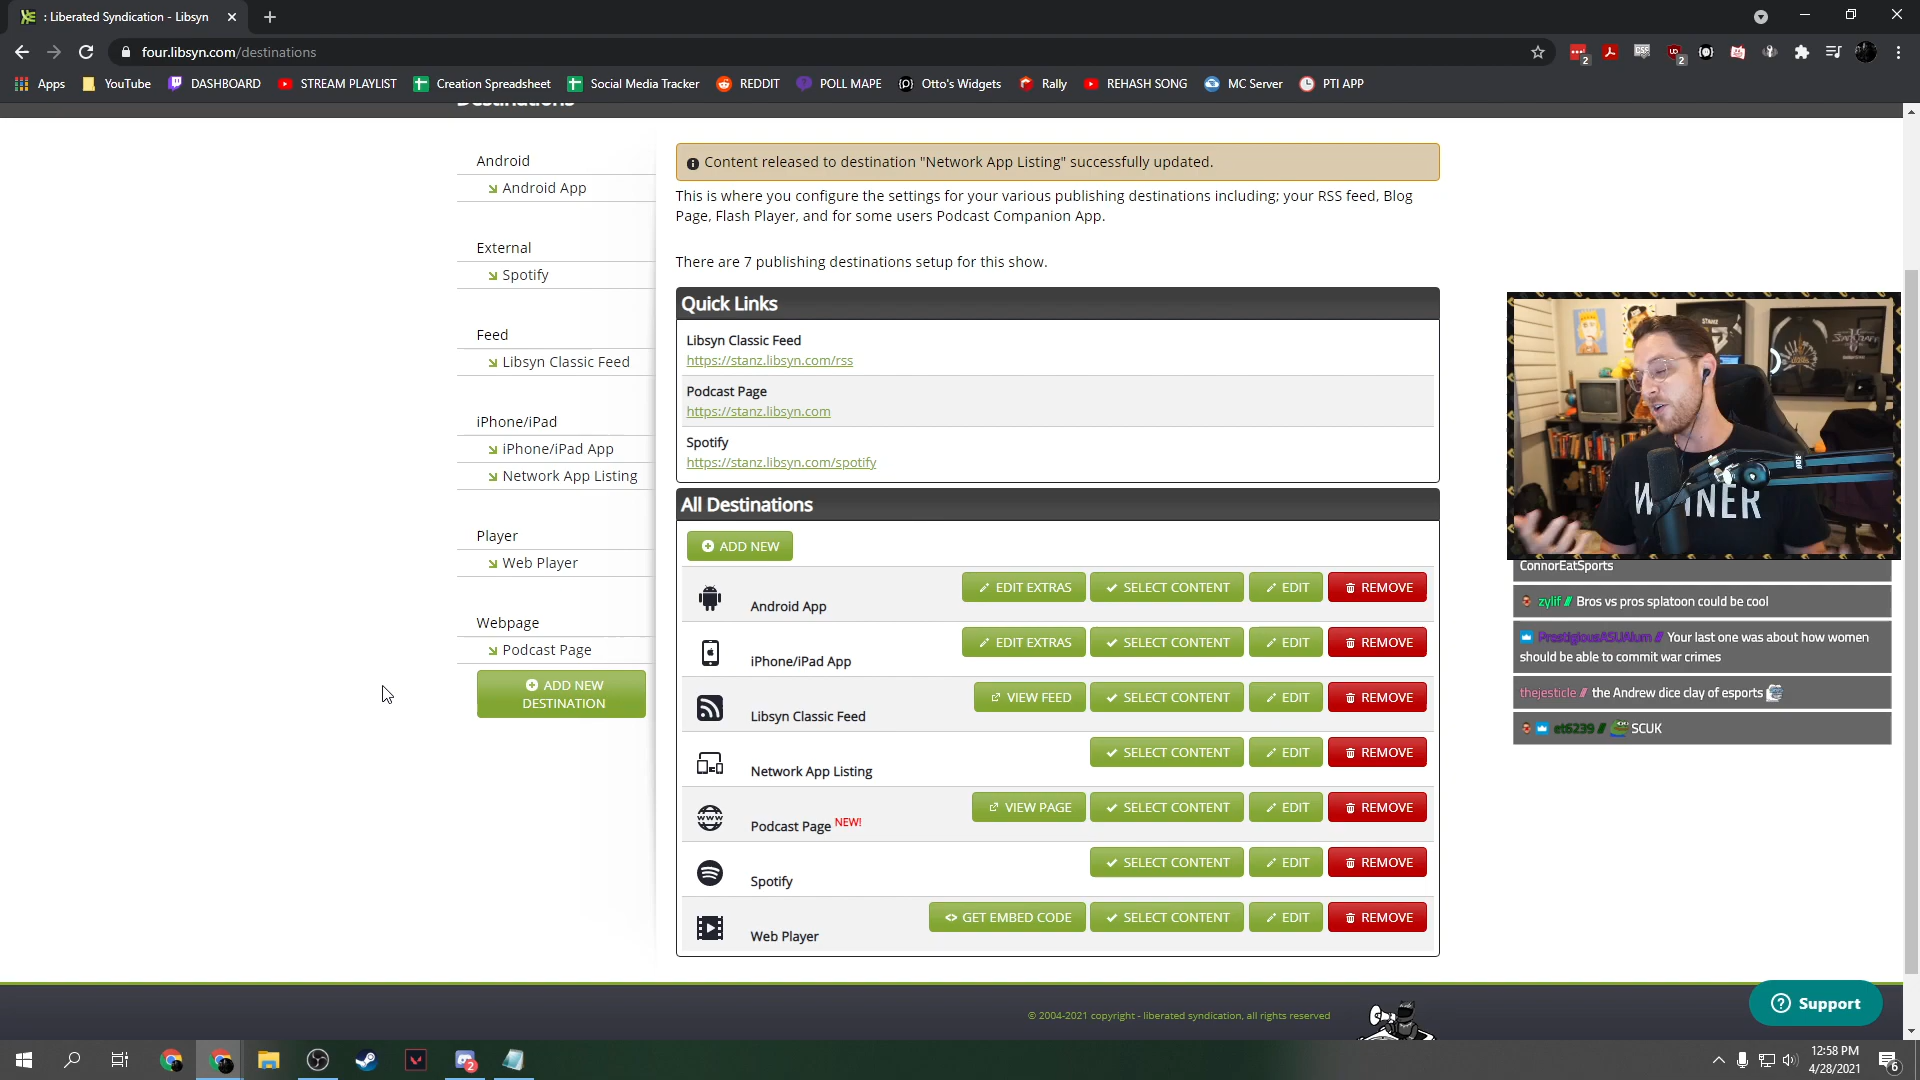 : Liberated Syndication - Libsyn
four.libsyn.com/destinations
Apps YouTube DASHBOARD STREAM PLAYLIST Creation Spreadsheet Social Media Tracker REDDIT POLL MAPE Otto's Widgets Rally REHASH SONG MC Server PTI APP
Destinations
Android
Android App
External
Spotify
Feed
Libsyn Classic Feed
iPhone/iPad
iPhone/iPad App
Network App Listing
Player
Web Player
Webpage
Podcast Page
ADD NEW
DESTINATION
Content released to destination "Network App Listing" successfully updated.
This is where you configure the settings for your various publishing destinations including; your RSS feed, Blog
Page, Flash Player, and for some users Podcast Companion App.
There are 7 publishing destinations setup for this show.
Quick Links
Libsyn Classic Feed
https://stanz.libsyn.com/rss
Podcast Page
https://stanz.libsyn.com
Spotify
https://stanz.libsyn.com/spotify
All Destinations
ADD NEW
Android App EDIT EXTRAS SELECT CONTENT EDIT REMOVE
iPhone/iPad App EDIT EXTRAS SELECT CONTENT EDIT REMOVE
Libsyn Classic Feed VIEW FEED SELECT CONTENT EDIT REMOVE
Network App Listing SELECT CONTENT EDIT REMOVE
Podcast Page NEW! VIEW PAGE SELECT CONTENT EDIT REMOVE
Spotify SELECT CONTENT EDIT REMOVE
Web Player GET EMBED CODE SELECT CONTENT EDIT REMOVE
STANZ
ConnorEatSports
zylif // Bros vs pros splatoon could be cool
PrestigiousASUAlum // Your last one was about how women
should be able to commit war crimes
thejesticle // the Andrew dice clay of esports
et6239 // SCUK
© 2004-2021 copyright - liberated syndication, all rights reserved
Support
12:58 PM
4/28/2021